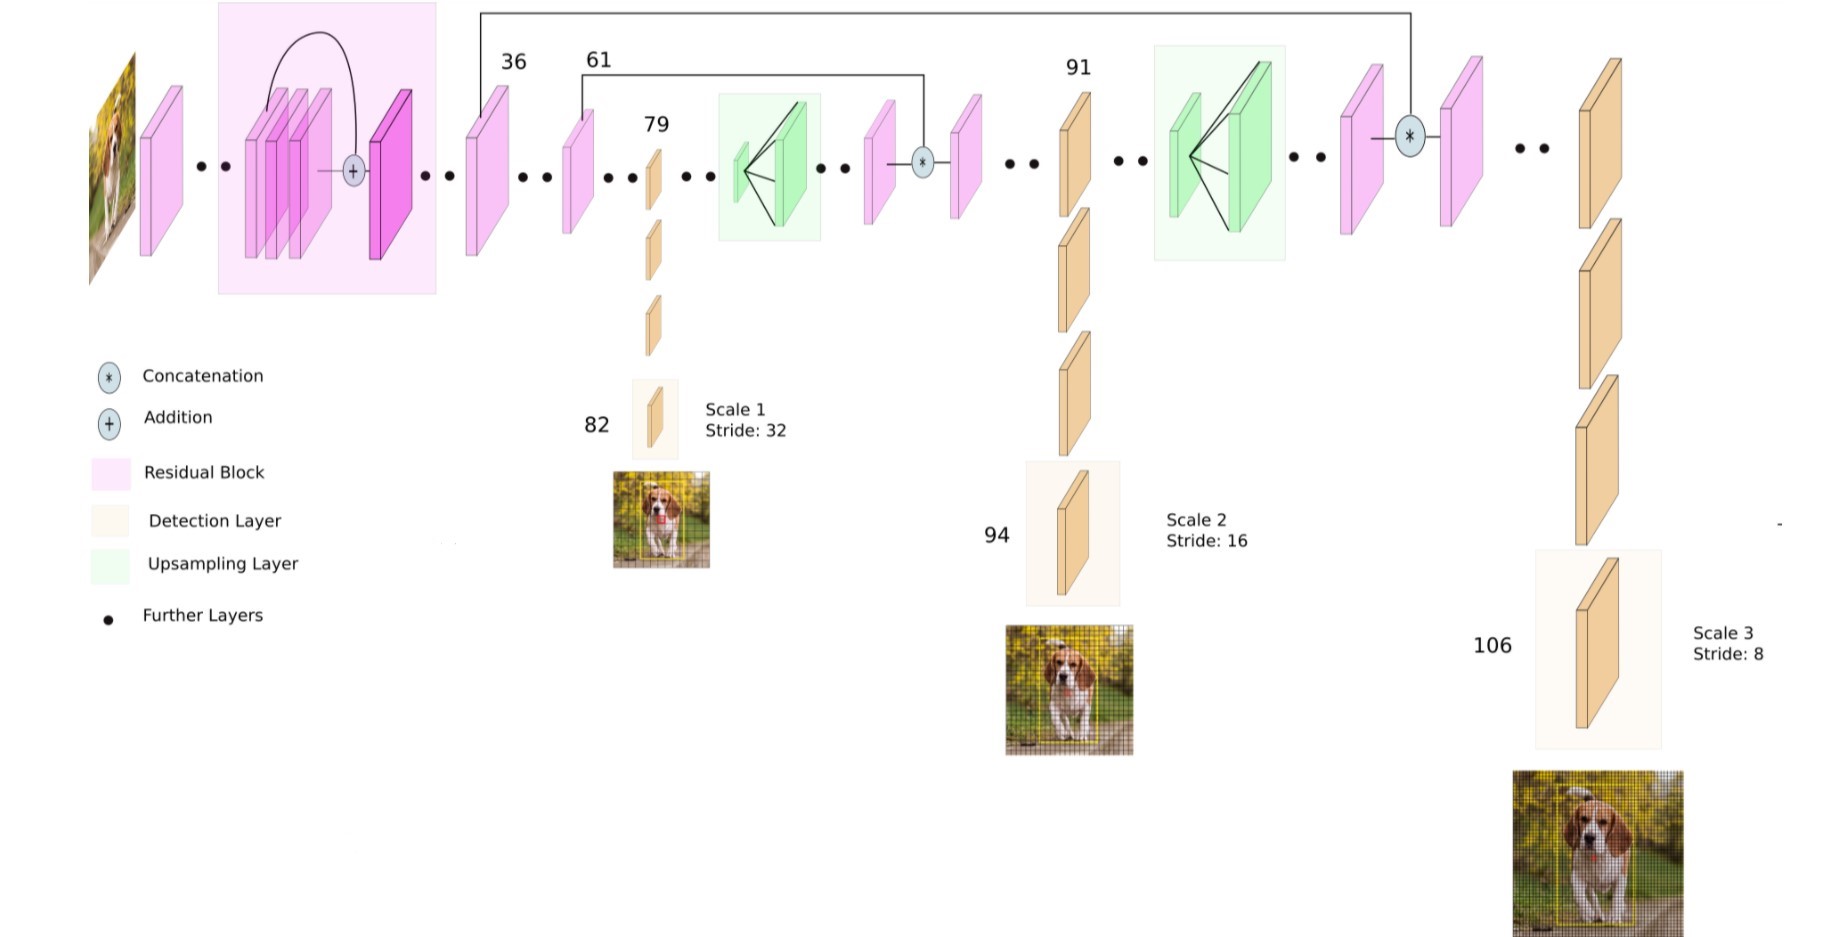 36
61
91
79
+
*
*
* Concatenation
+ Addition
Residual Block
Detection Layer
Upsampling Layer
Further Layers
82
Scale 1
Stride: 32
94
Scale 2
Stride: 16
106
Scale 3
Stride: 8